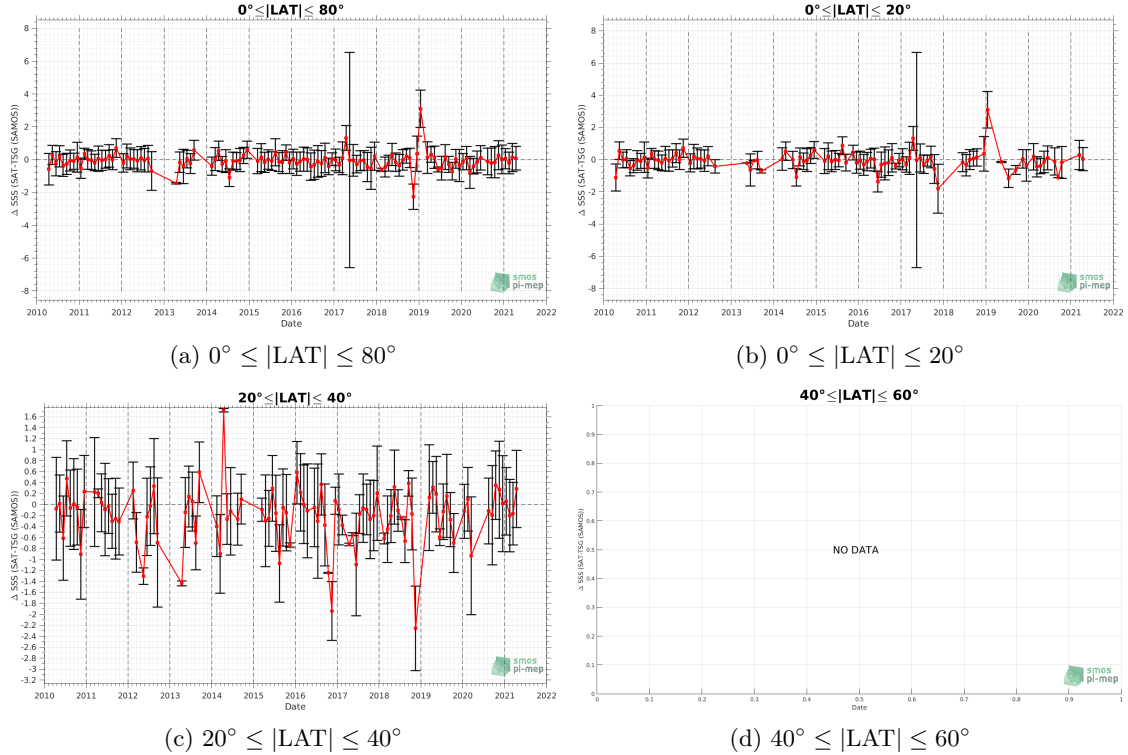 0°≤|LAT|≤ 80°
8
6
4
2
0
-2
-4
-6
-8
Δ SSS (SAT-TSG (SAMOS))
2010 2011 2012 2013 2014 2015 2016 2017 2018 2019 2020 2021 2022
Date
smos
pi-mep
(a) 0° ≤ |LAT| ≤ 80°
0°≤|LAT|≤ 20°
8
6
4
2
0
-2
-4
-6
-8
Δ SSS (SAT-TSG (SAMOS))
2010 2011 2012 2013 2014 2015 2016 2017 2018 2019 2020 2021 2022
Date
smos
pi-mep
(b) 0° ≤ |LAT| ≤ 20°
20°≤|LAT|≤ 40°
1.6
1.4
1.2
1
0.8
0.6
0.4
0.2
0
-0.2
-0.4
-0.6
-0.8
-1
-1.2
-1.4
-1.6
-1.8
-2
-2.2
-2.4
-2.6
-2.8
-3
-3.2
Δ SSS (SAT-TSG (SAMOS))
2010 2011 2012 2013 2014 2015 2016 2017 2018 2019 2020 2021 2022
Date
smos
pi-mep
(c) 20° ≤ |LAT| ≤ 40°
40°≤|LAT|≤ 60°
1
0.9
0.8
0.7
0.6
0.5
0.4
0.3
0.2
0.1
0
Δ SSS (SAT-TSG (SAMOS))
NO DATA
0 0.1 0.2 0.3 0.4 0.5 0.6 0.7 0.8 0.9 1
Date
smos
pi-mep
(d) 40° ≤ |LAT| ≤ 60°